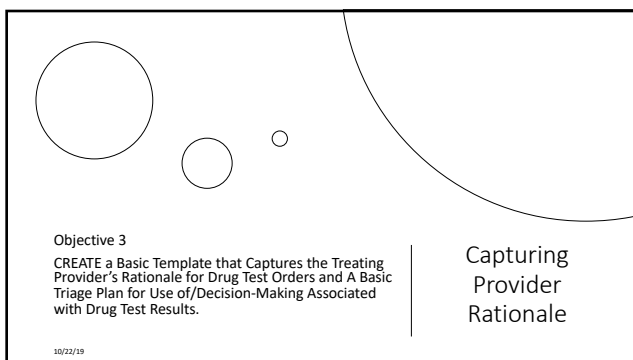 Objective 3
CREATE a Basic Template that Captures the Treating
Provider's Rationale for Drug Test Orders and A Basic
Triage Plan for Use of/Decision-Making Associated
with Drug Test Results.
10/22/19
Capturing
Provider
Rationale